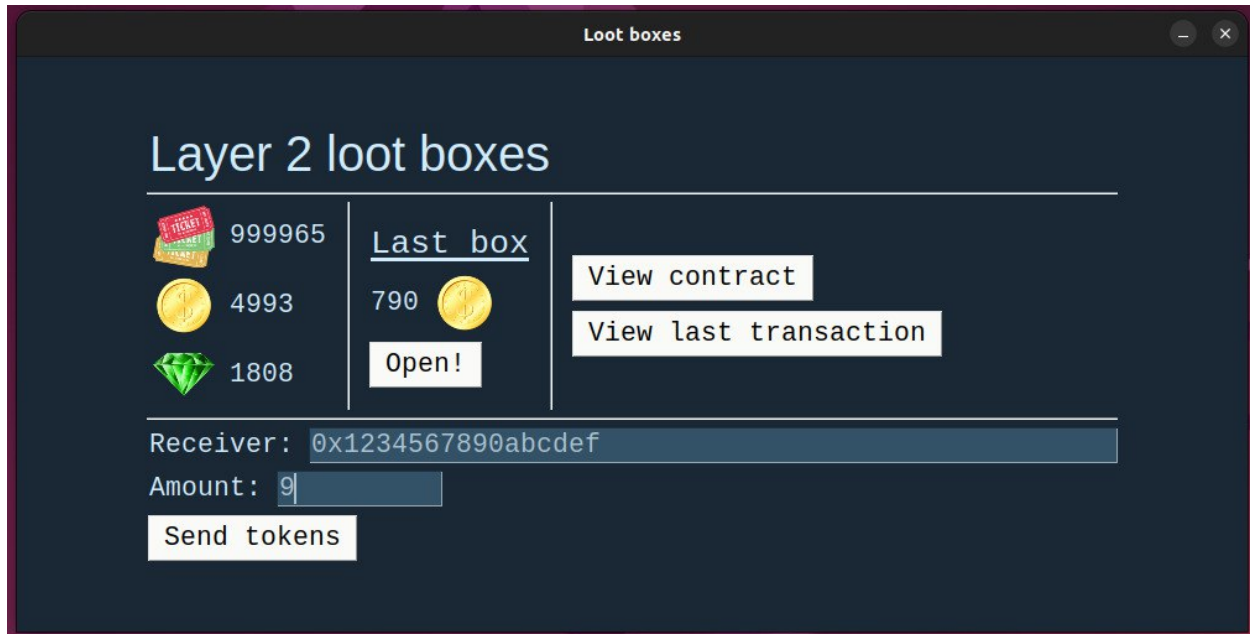 Loot boxes
Layer 2 loot boxes
TICKET
999965
4993
1808
Last box
790
Open!
View contract
View last transaction
Receiver: 0x1234567890abcdef
Amount: 9
Send tokens